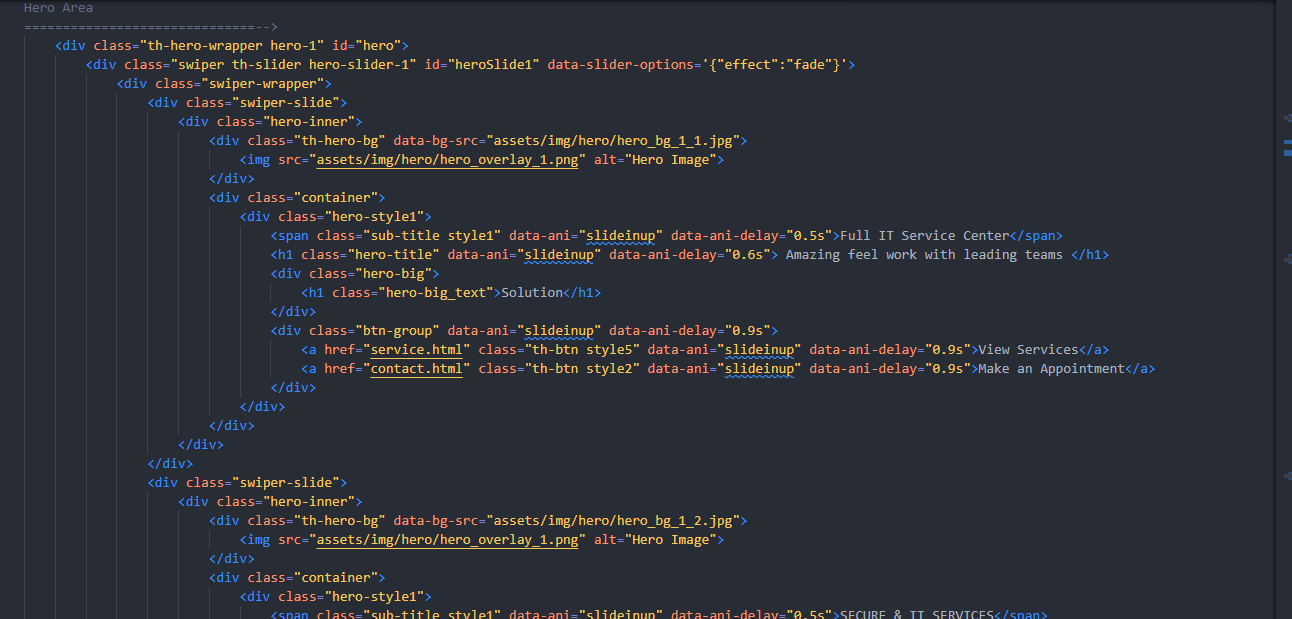 Hero Area
==============================-->
<div class="th-hero-wrapper hero-1" id="hero">
<div class="swiper th-slider hero-slider-1" id="heroSlide1" data-slider-options='{"effect":"fade"}'>
<div class="swiper-wrapper">
<div class="swiper-slide">
<div class="hero-inner">
<div class="th-hero-bg" data-bg-src="assets/img/hero/hero_bg_1_1.jpg">
<img src="assets/img/hero/hero_overlay_1.png" alt="Hero Image">
</div>
<div class="container">
<div class="hero-style1">
<span class="sub-title style1" data-ani="slideinup" data-ani-delay="0.5s">Full IT Service Center</span>
<h1 class="hero-title" data-ani="slideinup" data-ani-delay="0.6s"> Amazing feel work with leading teams </h1>
<div class="hero-big">
<h1 class="hero-big_text">Solution</h1>
</div>
<div class="btn-group" data-ani="slideinup" data-ani-delay="0.9s">
<a href="service.html" class="th-btn style5" data-ani="slideinup" data-ani-delay="0.9s">View Services</a>
<a href="contact.html" class="th-btn style2" data-ani="slideinup" data-ani-delay="0.9s">Make an Appointment</a>
</div>
</div>
</div>
</div>
</div>
<div class="swiper-slide">
<div class="hero-inner">
<div class="th-hero-bg" data-bg-src="assets/img/hero/hero_bg_1_2.jpg">
<img src="assets/img/hero/hero_overlay_1.png" alt="Hero Image">
</div>
<div class="container">
<div class="hero-style1">
<span class="sub-title style1" data-ani="slideinup" data-ani-delay="0.5s">SECURE & IT SERVICES</span>